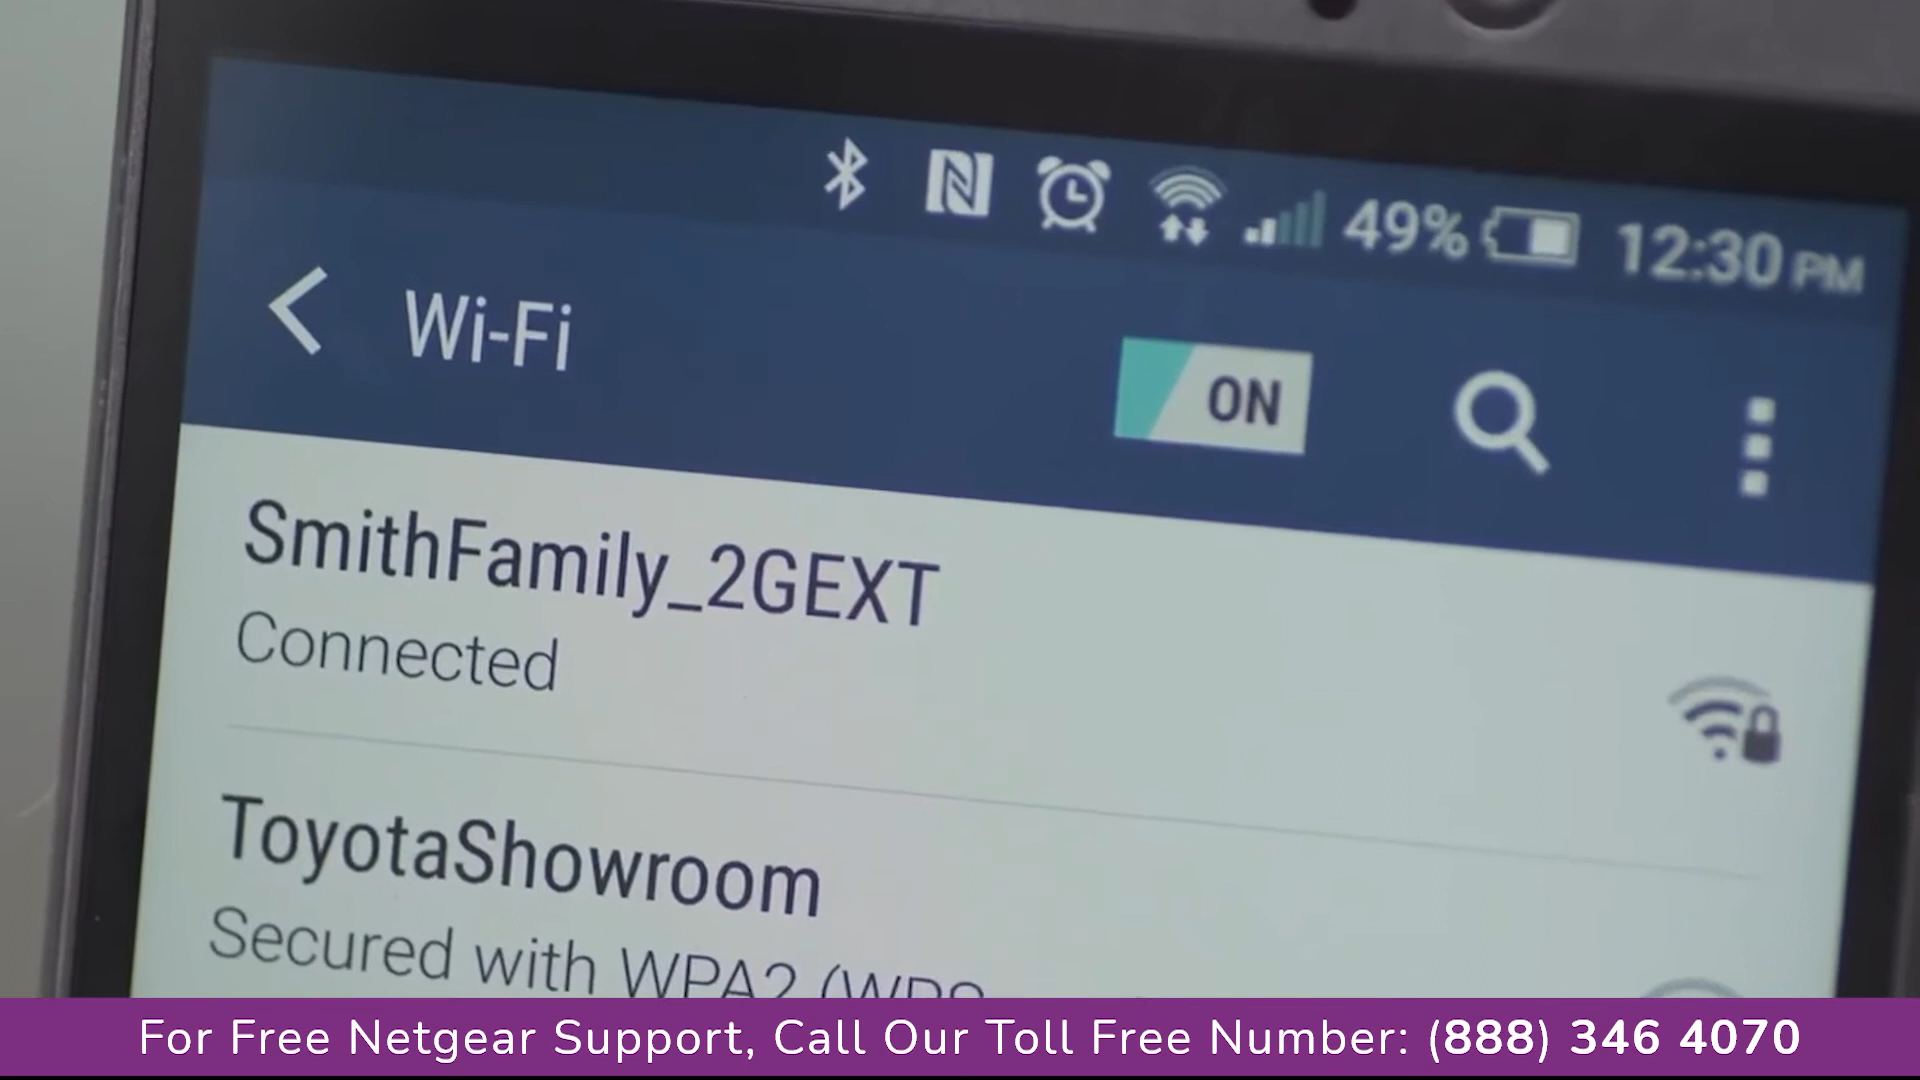 49% 12:30 PM
Wi-Fi ON
SmithFamily_2GEXT
Connected
ToyotaShowroom
Secured with WPA2 (WPS
For Free Netgear Support, Call Our Toll Free Number: (888) 346 4070